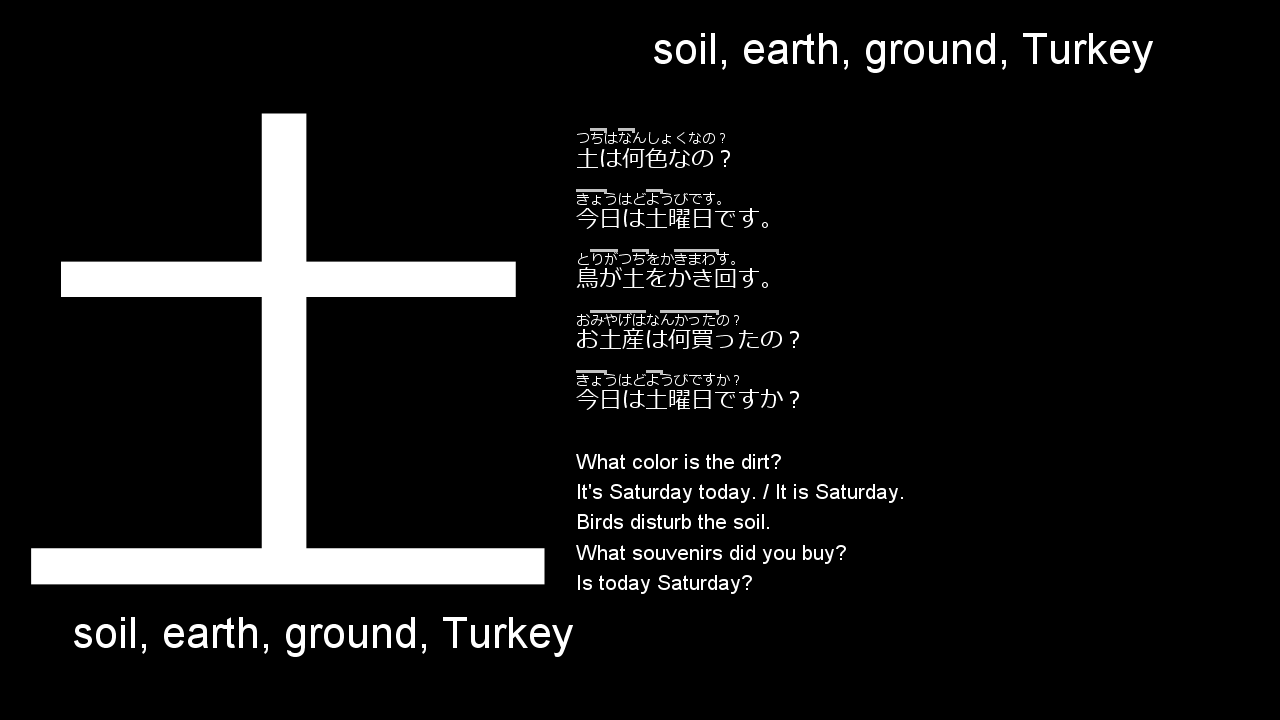 soil, earth, ground, Turkey
土
つちはなんしょくなの？
土は何色なの？
きょうはどようびです。
今日は土曜日です。
とりがつちをかきまわす。
鳥が土をかき回す。
おみやげはなんかったの？
お土産は何買ったの？
きょうはどようびですか？
今日は土曜日ですか？
What color is the dirt?
It's Saturday today. / It is Saturday.
Birds disturb the soil.
What souvenirs did you buy?
Is today Saturday?
soil, earth, ground, Turkey